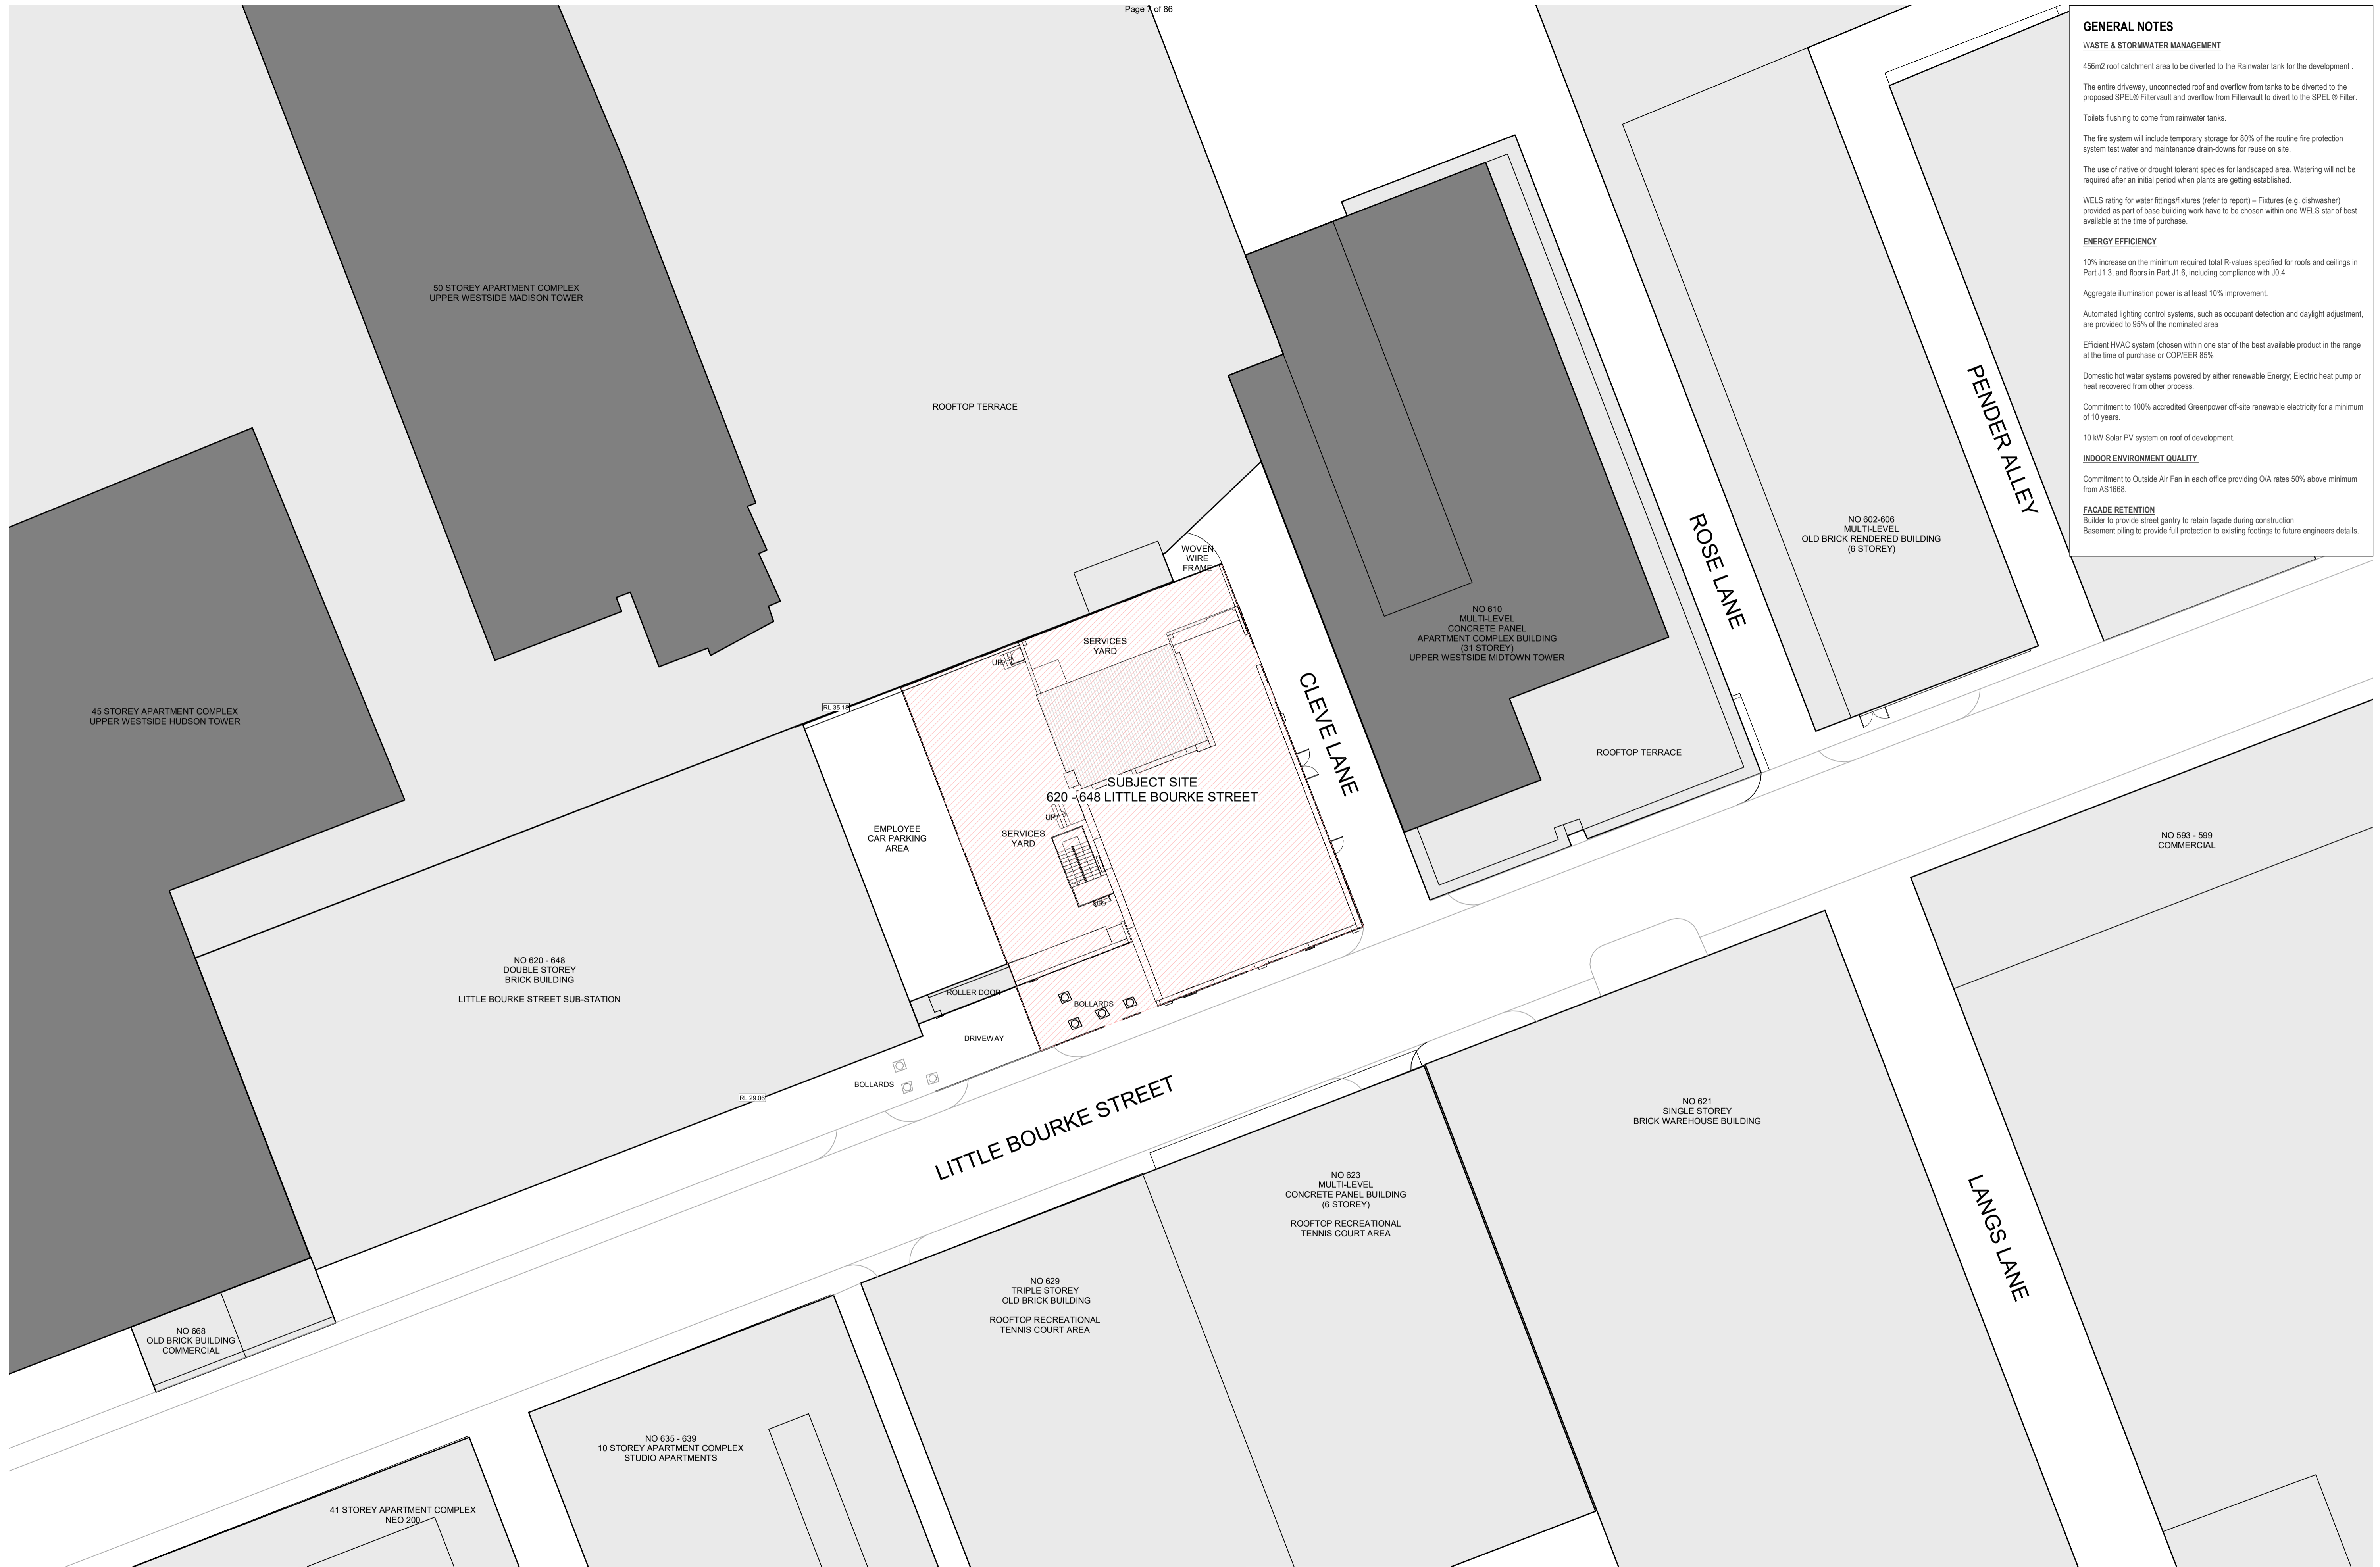 Page 7 of 86
GENERAL NOTES
WASTE & STORMWATER MANAGEMENT
456m2 roof catchment area to be diverted to the Rainwater tank for the development .
The entire driveway, unconnected roof and overflow from tanks to be diverted to the
proposed SPEL® Filtervault and overflow from Filtervault to divert to the SPEL ® Filter.
Toilets flushing to come from rainwater tanks.
The fire system will include temporary storage for 80% of the routine fire protection
system test water and maintenance drain-downs for reuse on site.
The use of native or drought tolerant species for landscaped area. Watering will not be
required after an initial period when plants are getting established.
WELS rating for water fittings/fixtures (refer to report) – Fixtures (e.g. dishwasher)
provided as part of base building work have to be chosen within one WELS star of best
available at the time of purchase.
ENERGY EFFICIENCY
10% increase on the minimum required total R-values specified for roofs and ceilings in
Part J1.3, and floors in Part J1.6, including compliance with J0.4
Aggregate illumination power is at least 10% improvement.
Automated lighting control systems, such as occupant detection and daylight adjustment,
are provided to 95% of the nominated area
Efficient HVAC system (chosen within one star of the best available product in the range
at the time of purchase or COP/EER 85%
Domestic hot water systems powered by either renewable Energy; Electric heat pump or
heat recovered from other process.
Commitment to 100% accredited Greenpower off-site renewable electricity for a minimum
of 10 years.
10 kW Solar PV system on roof of development.
INDOOR ENVIRONMENT QUALITY
Commitment to Outside Air Fan in each office providing O/A rates 50% above minimum
from AS1668.
FACADE RETENTION
Builder to provide street gantry to retain façade during construction
Basement piling to provide full protection to existing footings to future engineers details.
50 STOREY APARTMENT COMPLEX
UPPER WESTSIDE MADISON TOWER
ROOFTOP TERRACE
PENDER ALLEY
ROSE LANE
NO 602-606
MULTI-LEVEL
OLD BRICK RENDERED BUILDING
(6 STOREY)
WOVEN
WIRE
FRAME
NO 610
MULTI-LEVEL
CONCRETE PANEL
APARTMENT COMPLEX BUILDING
(31 STOREY)
UPPER WESTSIDE MIDTOWN TOWER
SERVICES
YARD
UP
CLEVE LANE
45 STOREY APARTMENT COMPLEX
UPPER WESTSIDE HUDSON TOWER
RL 35.18
ROOFTOP TERRACE
SUBJECT SITE
620 - 648 LITTLE BOURKE STREET
UP
EMPLOYEE
CAR PARKING
AREA
SERVICES
YARD
UP
NO 593 - 599
COMMERCIAL
NO 620 - 648
DOUBLE STOREY
BRICK BUILDING
LITTLE BOURKE STREET SUB-STATION
ROLLER DOOR
BOLLARDS
DRIVEWAY
BOLLARDS
RL 29.06
LITTLE BOURKE STREET
NO 621
SINGLE STOREY
BRICK WAREHOUSE BUILDING
NO 623
MULTI-LEVEL
CONCRETE PANEL BUILDING
(6 STOREY)
ROOFTOP RECREATIONAL
TENNIS COURT AREA
LANGS LANE
NO 629
TRIPLE STOREY
OLD BRICK BUILDING
ROOFTOP RECREATIONAL
TENNIS COURT AREA
NO 668
OLD BRICK BUILDING
COMMERCIAL
NO 635 - 639
10 STOREY APARTMENT COMPLEX
STUDIO APARTMENTS
41 STOREY APARTMENT COMPLEX
NEO 200